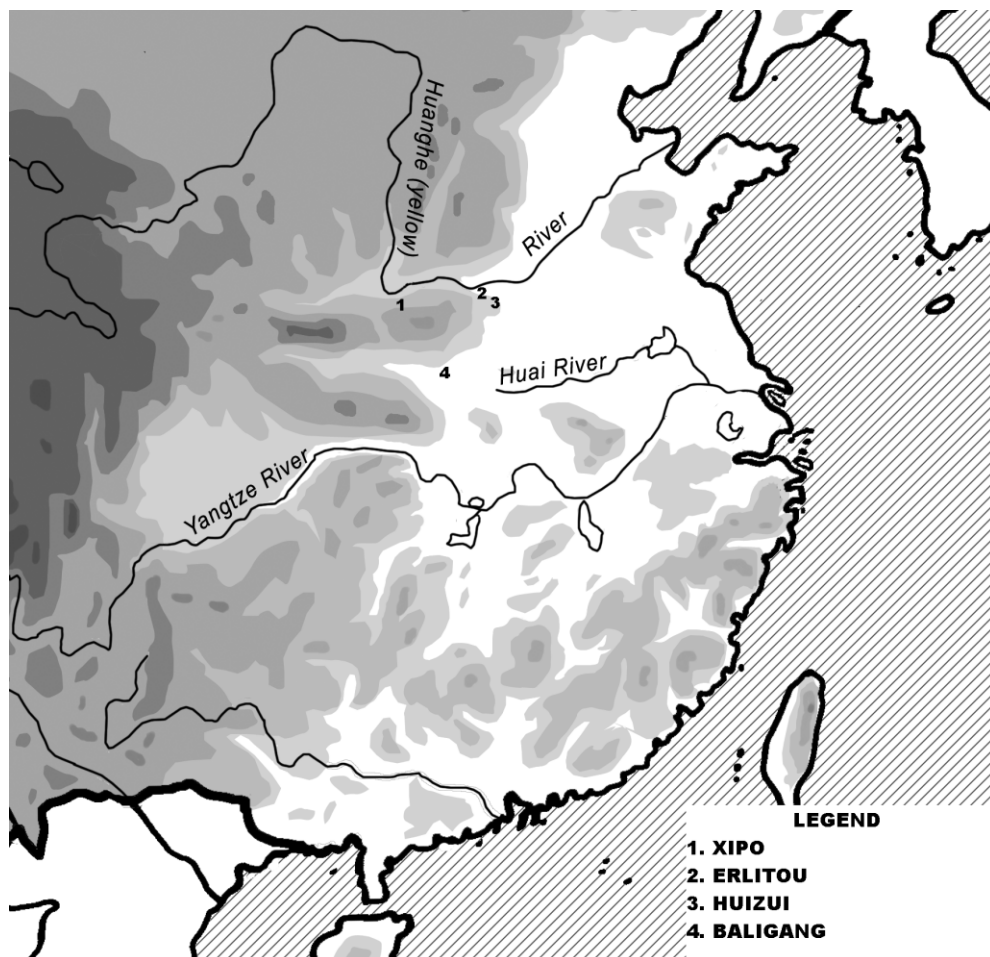 Huanghe (yellow)
River
1
2
3
4
Huai River
Yangtze River
LEGEND
1. XIPO
2. ERLITOU
3. HUIZUI
4. BALIGANG